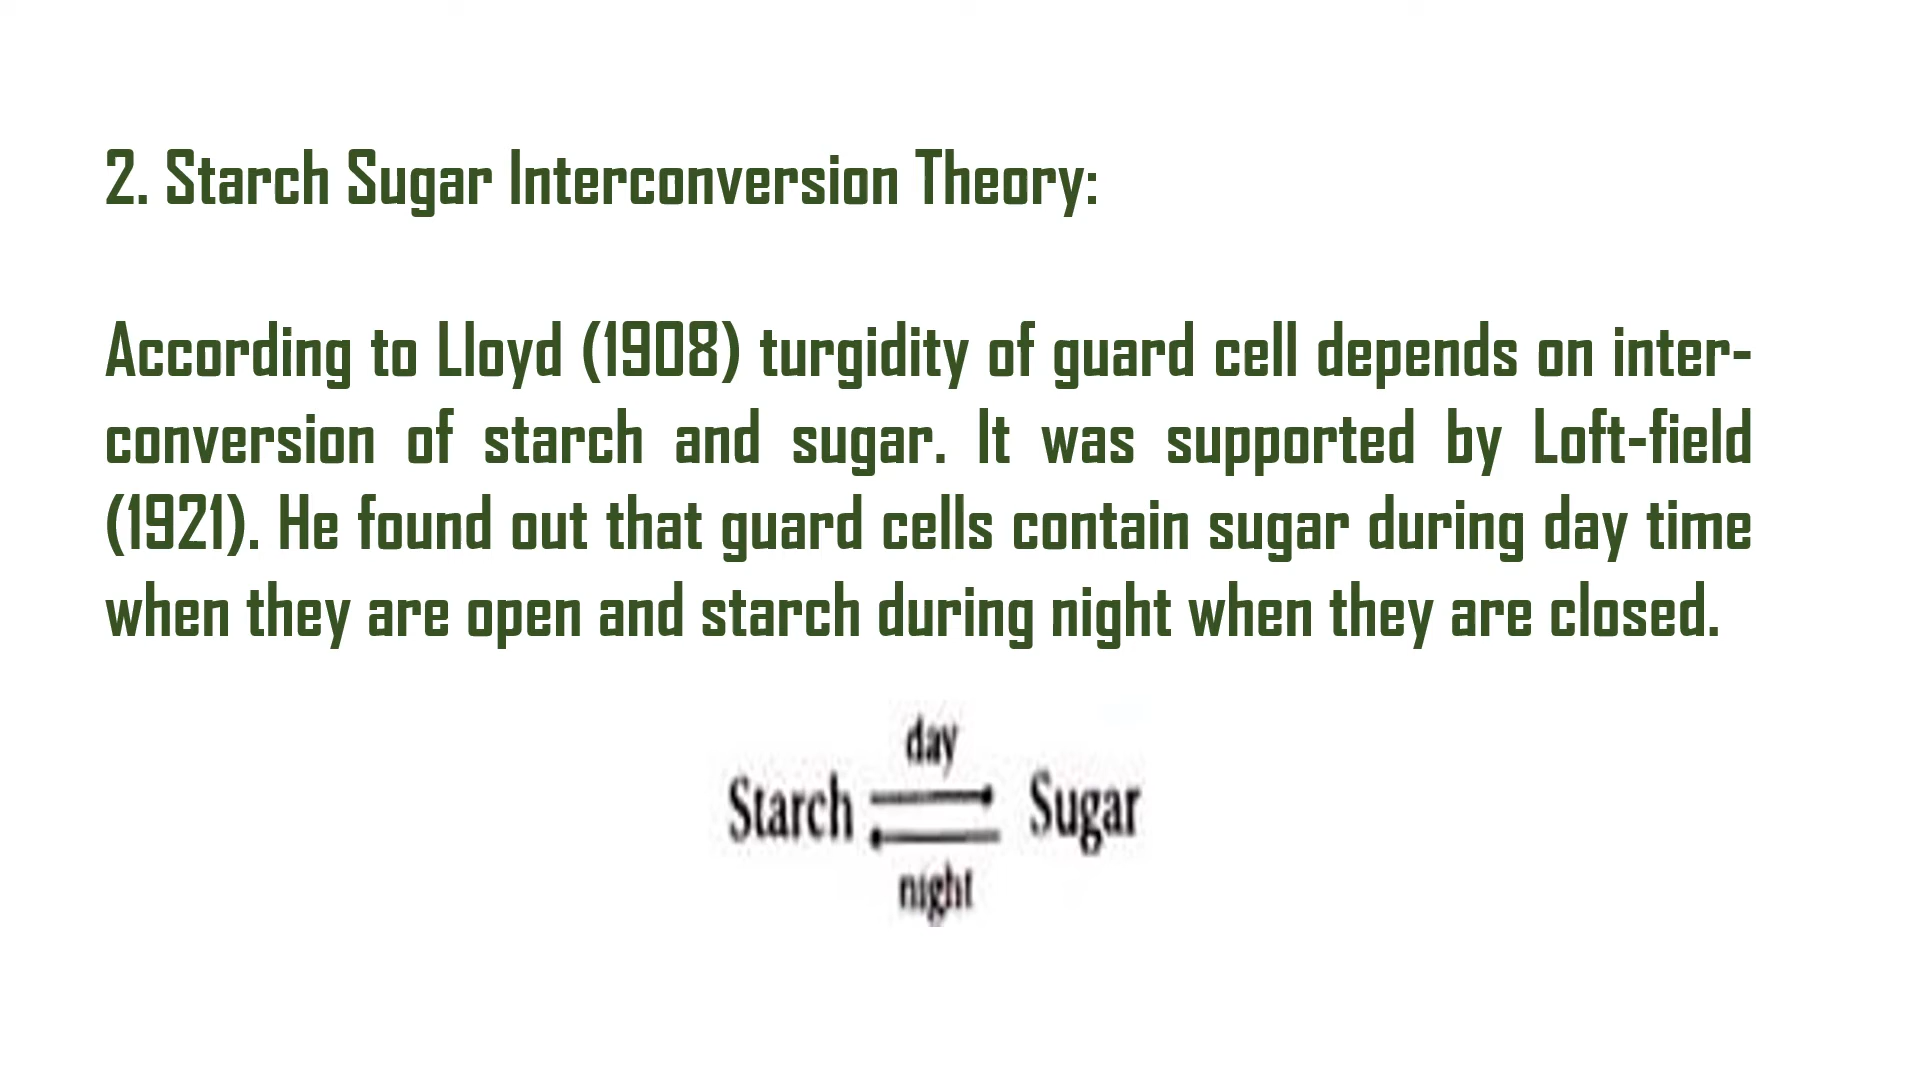 2. Starch Sugar Interconversion Theory:
According to Lloyd (1908) turgidity of guard cell depends on inter-
conversion of starch and sugar. It was supported by Loft-field
(1921). He found out that guard cells contain sugar during day time
when they are open and starch during night when they are closed.
day
Starch Sugar
night